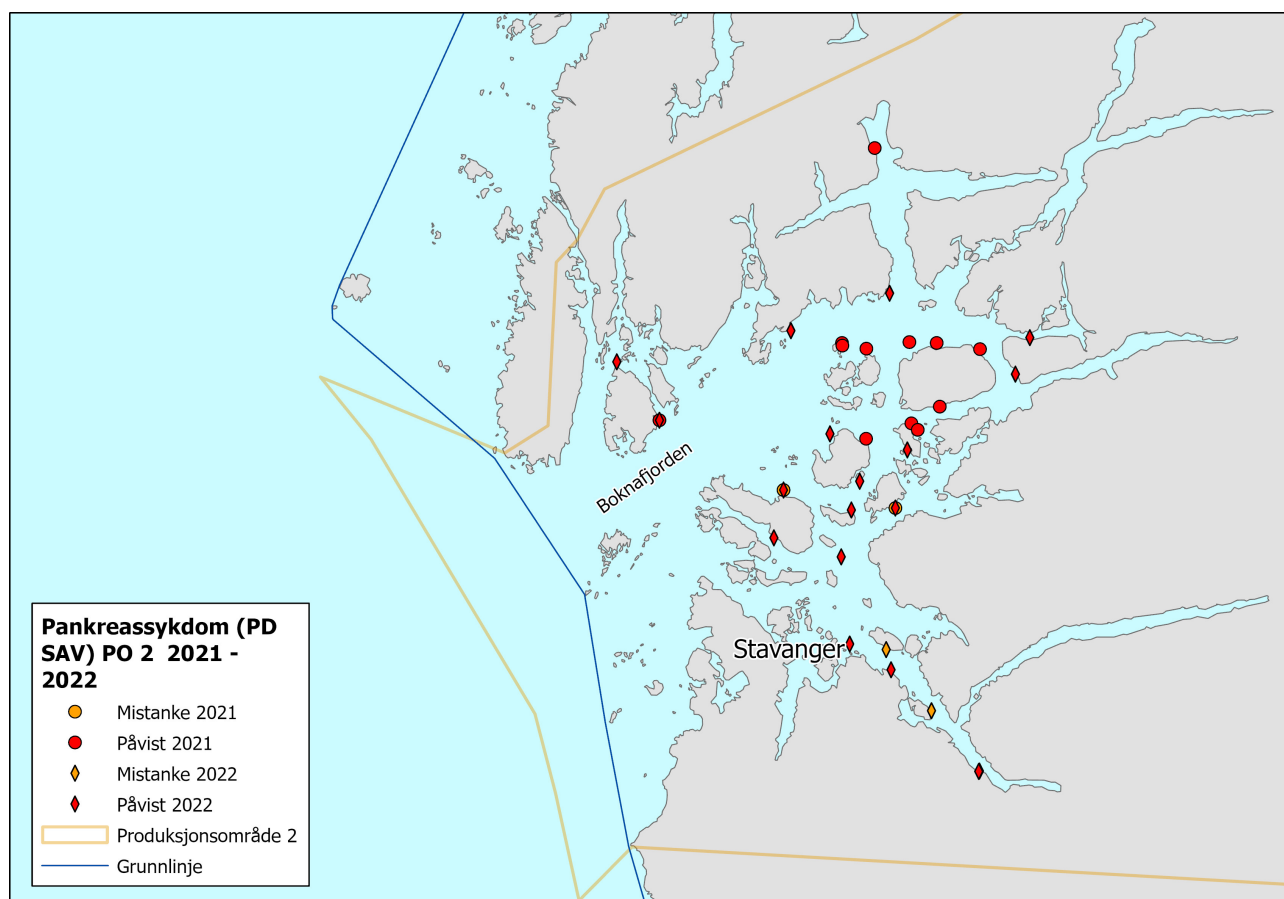 Boknafjorden
Stavanger
Pankreassykdom (PD
SAV) PO 2 2021 -
2022
Mistanke 2021
Påvist 2021
Mistanke 2022
Påvist 2022
Produksjonsområde 2
Grunnlinje